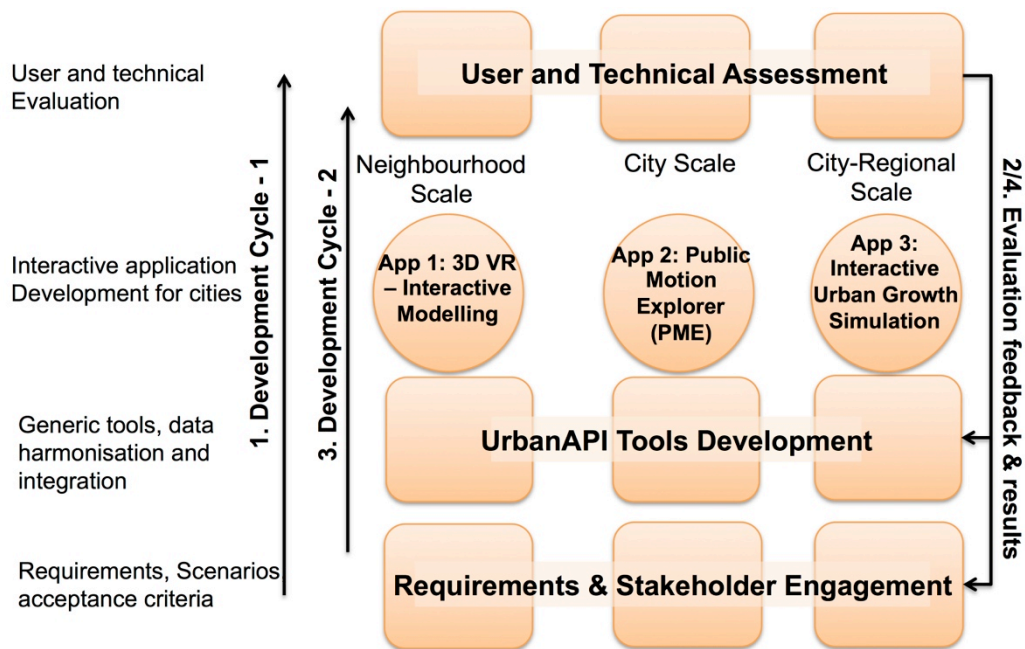 User and technical
Evaluation
User and Technical Assessment
Neighbourhood
Scale
City Scale
City-Regional
Scale
1. Development Cycle - 1
3. Development Cycle - 2
2/4. Evaluation feedback & results
Interactive application
Development for cities
App 1: 3D VR
– Interactive
Modelling
App 2: Public
Motion
Explorer
(PME)
App 3:
Interactive
Urban Growth
Simulation
Generic tools, data
harmonisation and
integration
UrbanAPI Tools Development
Requirements, Scenarios
acceptance criteria
Requirements & Stakeholder Engagement